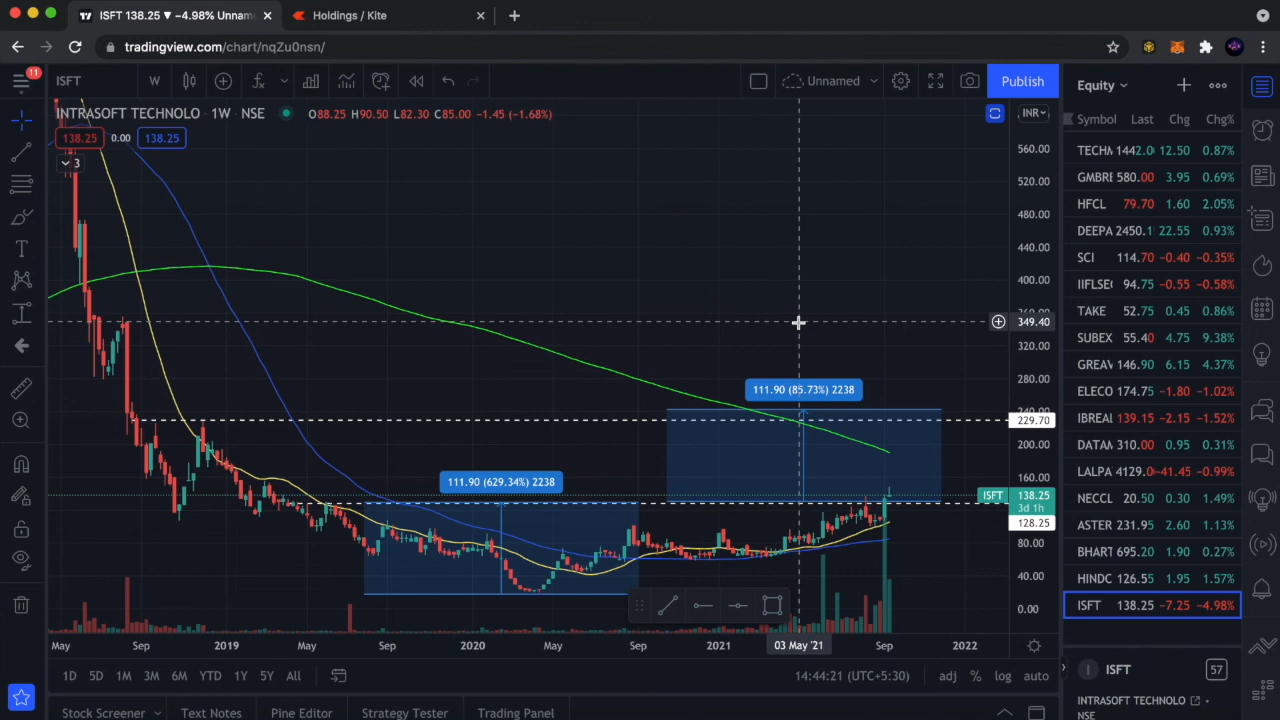 ISFT 138.25 ▼ −4.98% Unnam
Holdings / Kite
tradingview.com/chart/nqZu0nsn/
11
ISFT
W
Unnamed
Publish
Equity
INTRASOFT TECHNOLO · 1W · NSE
O88.25 H90.50 L82.30 C85.00 −1.45 (−1.68%)
INR
138.25 0.00 138.25
3
560.00
520.00
480.00
440.00
400.00
349.40
320.00
280.00
240.00
229.70
200.00
160.00
ISFT 138.25
3d 1h
128.25
80.00
40.00
0.00
111.90 (85.73%) 2238
111.90 (629.34%) 2238
May Sep 2019 May Sep 2020 May Sep 2021 03 May '21 Sep 2022
1D 5D 1M 3M 6M YTD 1Y 5Y All
14:44:21 (UTC+5:30)
adj % log auto
Stock Screener Text Notes Pine Editor Strategy Tester Trading Panel
Symbol Last Chg Chg%
TECHM 1442.0 12.50 0.87%
GMBRE 580.00 3.95 0.69%
HFCL 79.70 1.60 2.05%
DEEPA 2450.1 22.55 0.93%
SCI 114.70 −0.40 −0.35%
IIFLSEC 94.75 −0.55 −0.58%
TAKE 52.75 0.45 0.86%
SUBEX 55.40 4.75 9.38%
GREAV 146.90 6.15 4.37%
ELECO 174.75 −1.80 −1.02%
IBREAL 139.15 −2.15 −1.52%
DATAM 310.00 0.95 0.31%
LALPA 4129.0 −41.45 −0.99%
NECCL 20.50 0.30 1.49%
ASTER 231.95 2.60 1.13%
BHART 695.20 1.90 0.27%
HINDC 126.55 1.95 1.57%
ISFT 138.25 −7.25 −4.98%
I ISFT 57
INTRASOFT TECHNOLO
NSE